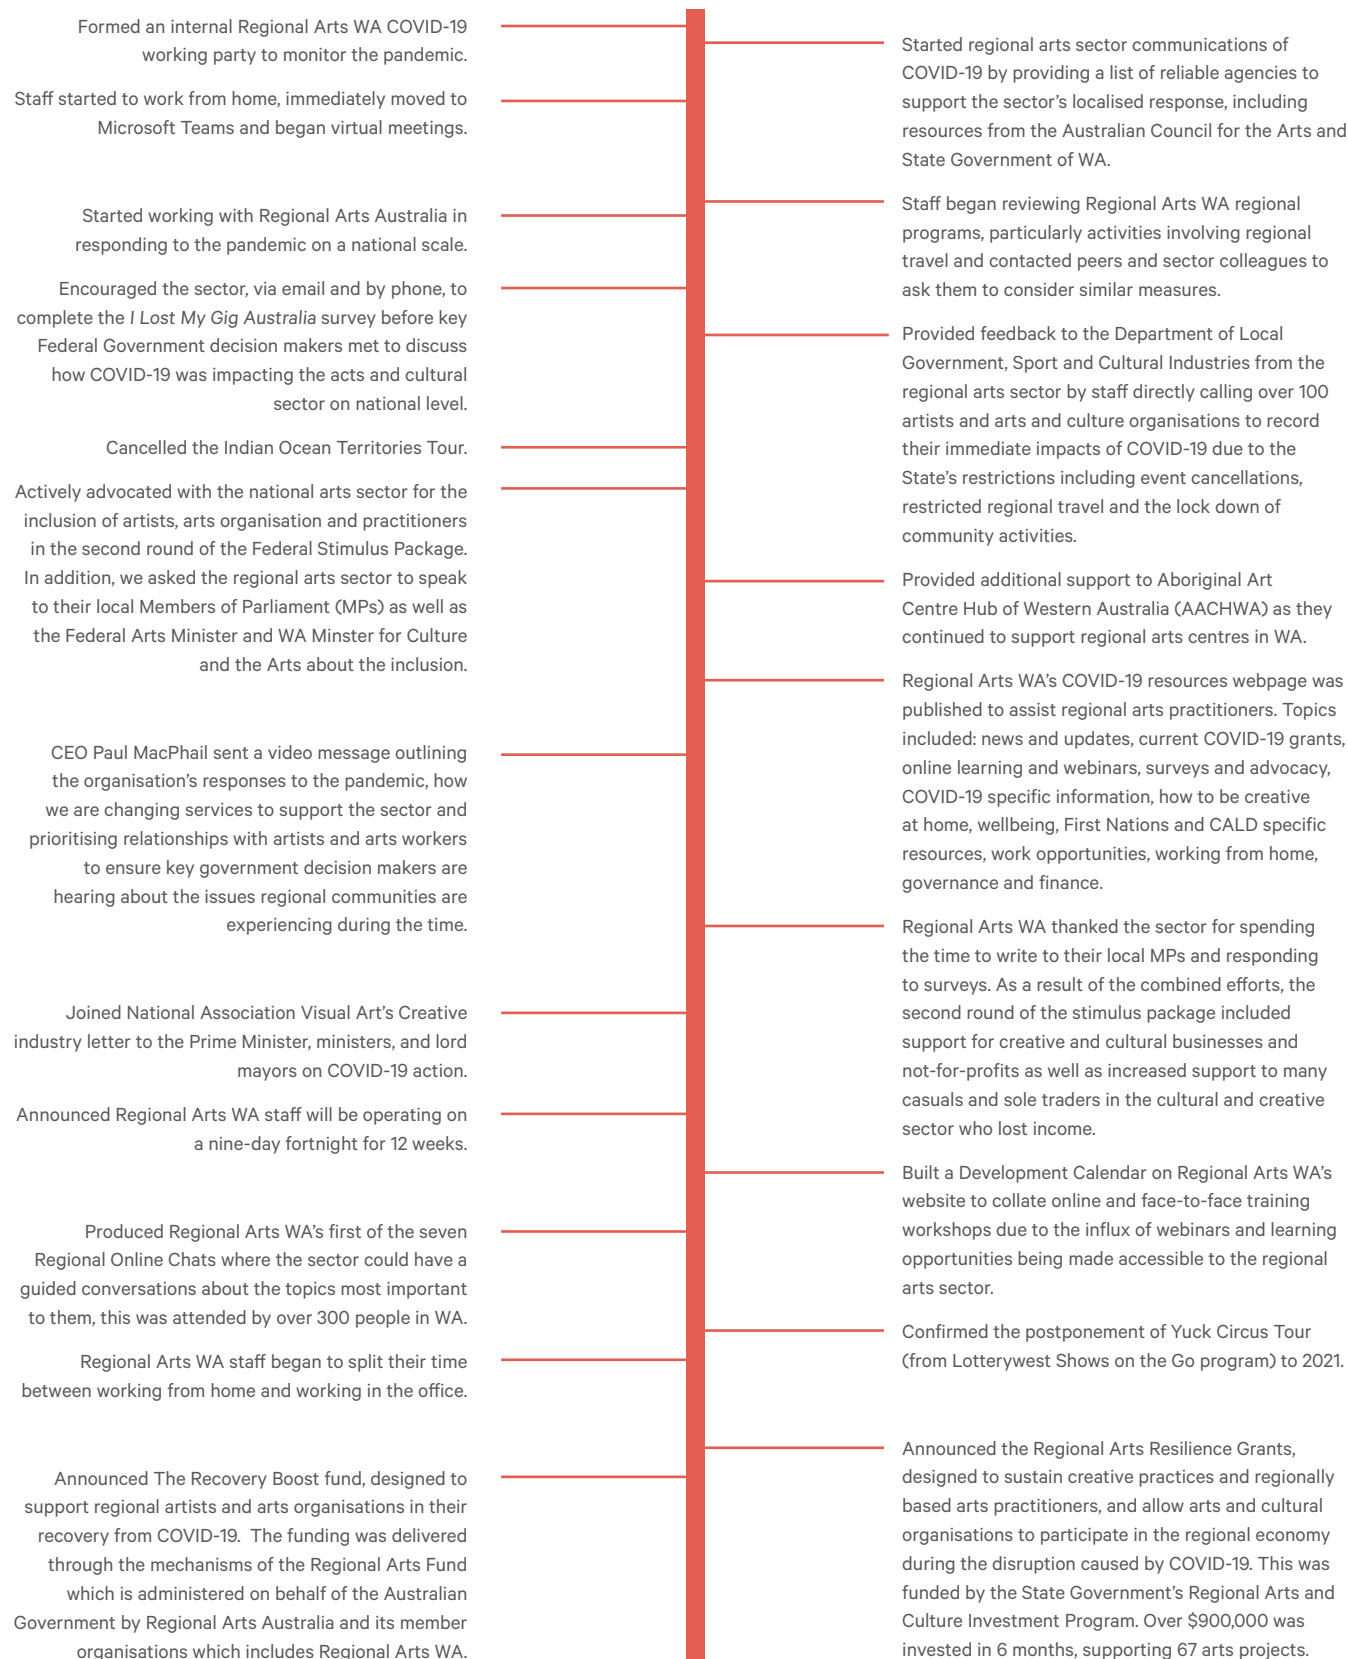 Formed an internal Regional Arts WA COVID-19
working party to monitor the pandemic.
Staff started to work from home, immediately moved to
Microsoft Teams and began virtual meetings.
Started working with Regional Arts Australia in
responding to the pandemic on a national scale.
Encouraged the sector, via email and by phone, to
complete the I Lost My Gig Australia survey before key
Federal Government decision makers met to discuss
how COVID-19 was impacting the acts and cultural
sector on national level.
Cancelled the Indian Ocean Territories Tour.
Actively advocated with the national arts sector for the
inclusion of artists, arts organisation and practitioners
in the second round of the Federal Stimulus Package.
In addition, we asked the regional arts sector to speak
to their local Members of Parliament (MPs) as well as
the Federal Arts Minister and WA Minster for Culture
and the Arts about the inclusion.
CEO Paul MacPhail sent a video message outlining
the organisation's responses to the pandemic, how
we are changing services to support the sector and
prioritising relationships with artists and arts workers
to ensure key government decision makers are
hearing about the issues regional communities are
experiencing during the time.
Joined National Association Visual Art's Creative
industry letter to the Prime Minister, ministers, and lord
mayors on COVID-19 action.
Announced Regional Arts WA staff will be operating on
a nine-day fortnight for 12 weeks.
Produced Regional Arts WA's first of the seven
Regional Online Chats where the sector could have a
guided conversations about the topics most important
to them, this was attended by over 300 people in WA.
Regional Arts WA staff began to split their time
between working from home and working in the office.
Announced The Recovery Boost fund, designed to
support regional artists and arts organisations in their
recovery from COVID-19.  The funding was delivered
through the mechanisms of the Regional Arts Fund
which is administered on behalf of the Australian
Government by Regional Arts Australia and its member
organisations which includes Regional Arts WA.
Started regional arts sector communications of
COVID-19 by providing a list of reliable agencies to
support the sector's localised response, including
resources from the Australian Council for the Arts and
State Government of WA.
Staff began reviewing Regional Arts WA regional
programs, particularly activities involving regional
travel and contacted peers and sector colleagues to
ask them to consider similar measures.
Provided feedback to the Department of Local
Government, Sport and Cultural Industries from the
regional arts sector by staff directly calling over 100
artists and arts and culture organisations to record
their immediate impacts of COVID-19 due to the
State's restrictions including event cancellations,
restricted regional travel and the lock down of
community activities.
Provided additional support to Aboriginal Art
Centre Hub of Western Australia (AACHWA) as they
continued to support regional arts centres in WA.
Regional Arts WA's COVID-19 resources webpage was
published to assist regional arts practitioners. Topics
included: news and updates, current COVID-19 grants,
online learning and webinars, surveys and advocacy,
COVID-19 specific information, how to be creative
at home, wellbeing, First Nations and CALD specific
resources, work opportunities, working from home,
governance and finance.
Regional Arts WA thanked the sector for spending
the time to write to their local MPs and responding
to surveys. As a result of the combined efforts, the
second round of the stimulus package included
support for creative and cultural businesses and
not-for-profits as well as increased support to many
casuals and sole traders in the cultural and creative
sector who lost income.
Built a Development Calendar on Regional Arts WA's
website to collate online and face-to-face training
workshops due to the influx of webinars and learning
opportunities being made accessible to the regional
arts sector.
Confirmed the postponement of Yuck Circus Tour
(from Lotterywest Shows on the Go program) to 2021.
Announced the Regional Arts Resilience Grants,
designed to sustain creative practices and regionally
based arts practitioners, and allow arts and cultural
organisations to participate in the regional economy
during the disruption caused by COVID-19. This was
funded by the State Government's Regional Arts and
Culture Investment Program. Over $900,000 was
invested in 6 months, supporting 67 arts projects.